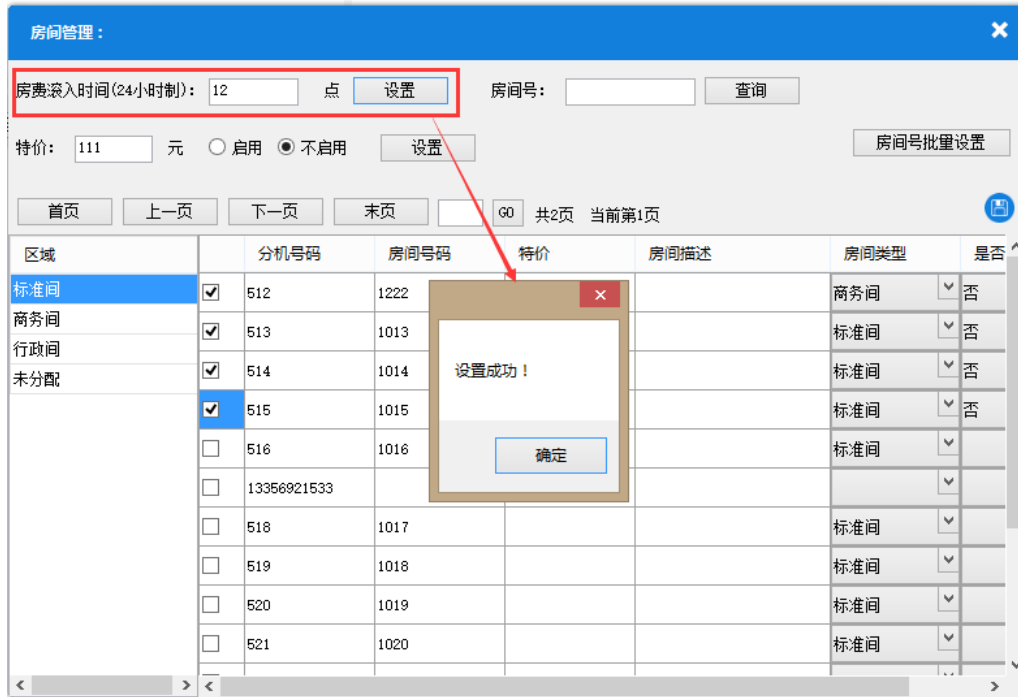 房间管理：
房费滚入时间(24小时制)： 12 点 设置 房间号： 查询
特价： 111 元 启用 不启用 设置 房间号批量设置
首页 上一页 下一页 末页 GO 共2页 当前第1页
区域 分机号码 房间号码 特价 房间描述 房间类型 是否
标准间
商务间
行政间
未分配
512 1222 商务间 否
513 1013 标准间 否
514 1014 标准间 否
515 1015 标准间 否
516 1016 标准间
13356921533
518 1017 标准间
519 1018 标准间
520 1019 标准间
521 1020 标准间
设置成功！
确定